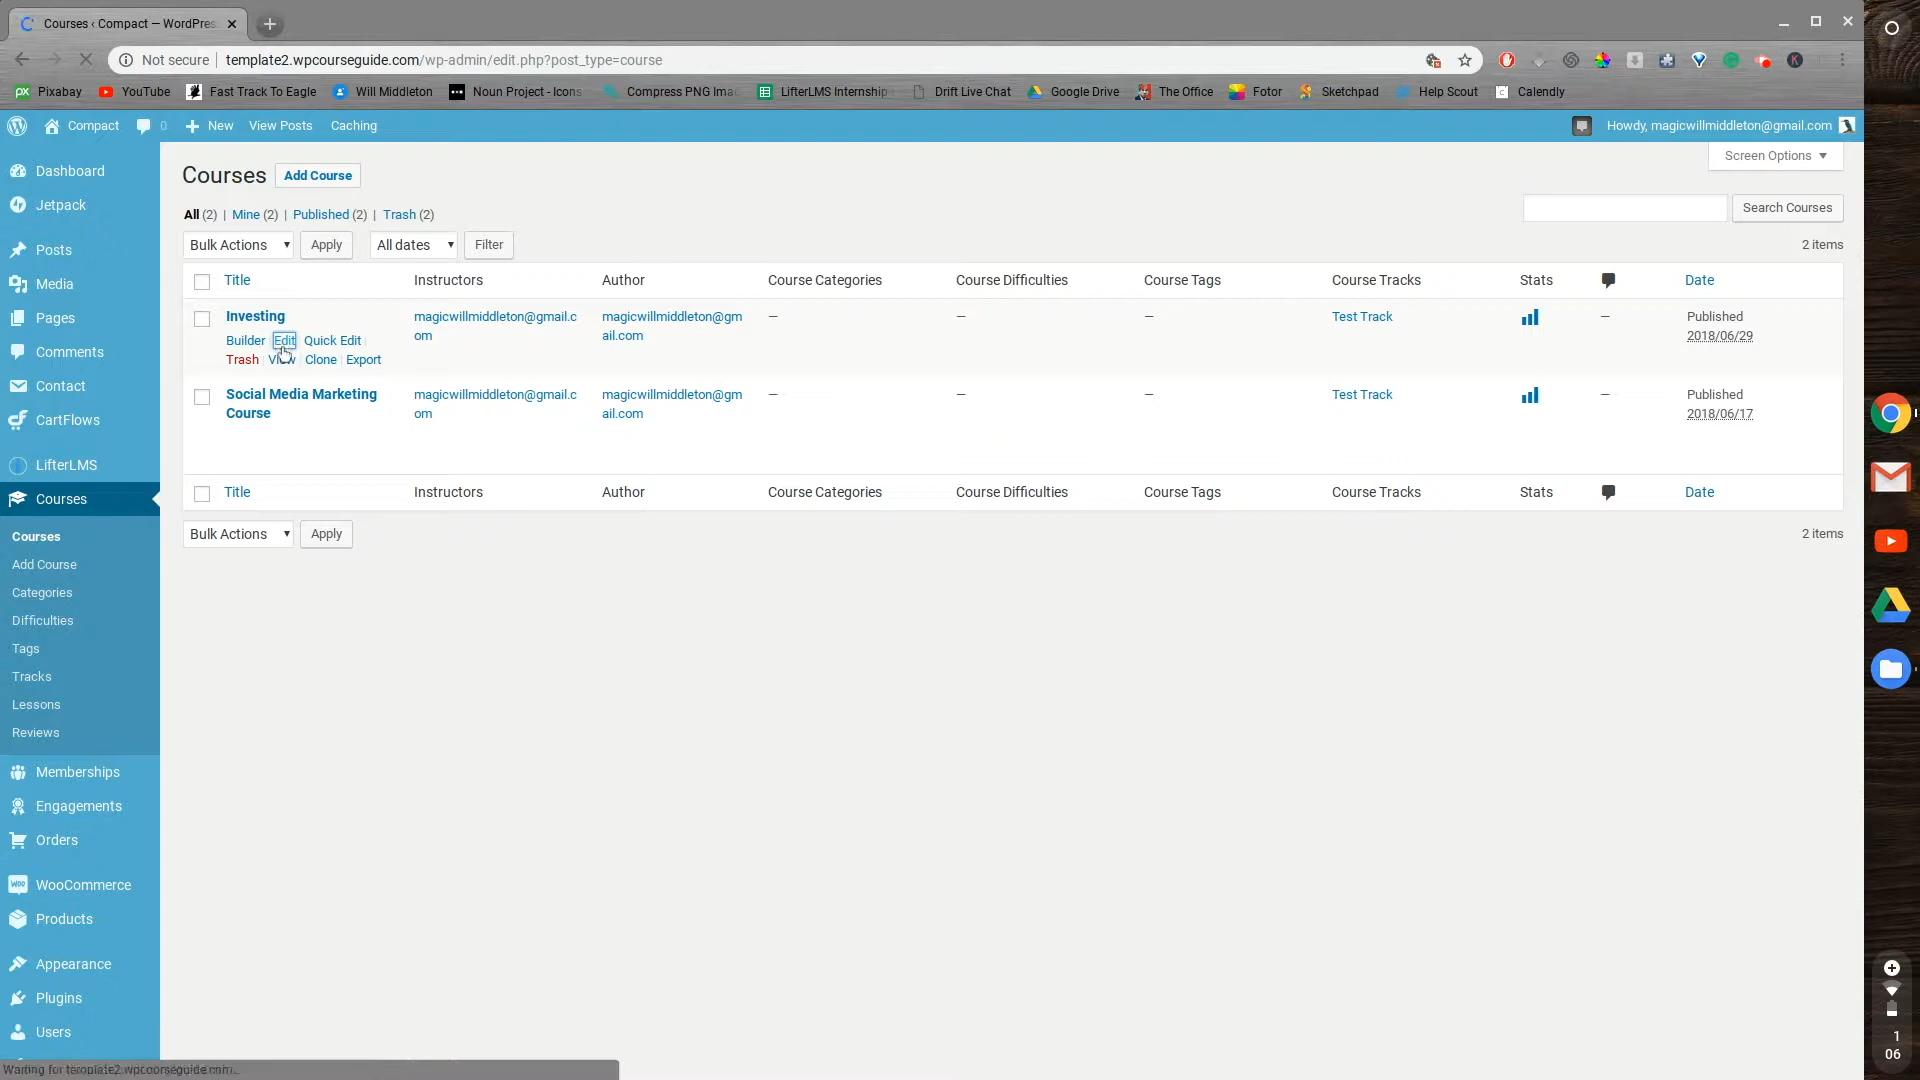 Courses ‹ Compact — WordPres
Not secure | template2.wpcourseguide.com/wp-admin/edit.php?post_type=course
Pixabay YouTube Fast Track To Eagle Will Middleton Noun Project - Icons Compress PNG Ima LifterLMS Internship Drift Live Chat Google Drive The Office Fotor Sketchpad Help Scout Calendly
Compact 0 New View Posts Caching Howdy, magicwillmiddleton@gmail.com
Screen Options
Dashboard
Jetpack
Posts
Media
Pages
Comments
Contact
CartFlows
LifterLMS
Courses
Courses
Add Course
Categories
Difficulties
Tags
Tracks
Lessons
Reviews
Memberships
Engagements
Orders
WooCommerce
Products
Appearance
Plugins
Users
Courses Add Course
All (2) | Mine (2) | Published (2) | Trash (2)
Search Courses
Bulk Actions Apply All dates Filter 2 items
Title Instructors Author Course Categories Course Difficulties Course Tags Course Tracks Stats Date
Investing magicwillmiddleton@gmail.c magicwillmiddleton@gm — — — Test Track — Published
om ail.com 2018/06/29
Builder | Edit | Quick Edit |
Trash | View | Clone | Export
Social Media Marketing magicwillmiddleton@gmail.c magicwillmiddleton@gm — — — Test Track — Published
Course om ail.com 2018/06/17
Title Instructors Author Course Categories Course Difficulties Course Tags Course Tracks Stats Date
Bulk Actions Apply 2 items
Waiting for template2.wpcourseguide.com...
1
06